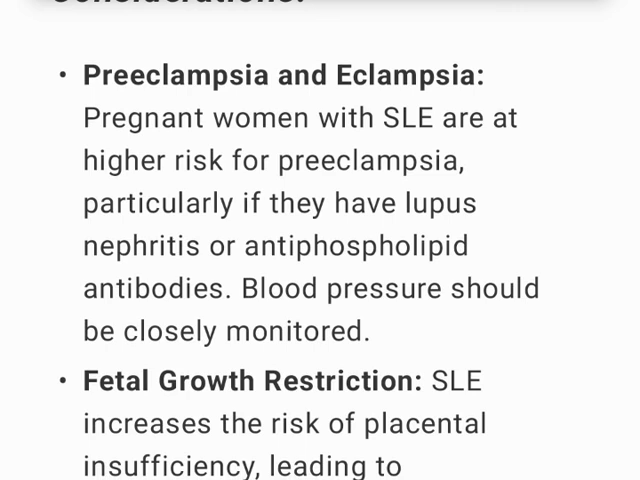 Considerations:
• Preeclampsia and Eclampsia:
Pregnant women with SLE are at
higher risk for preeclampsia,
particularly if they have lupus
nephritis or antiphospholipid
antibodies. Blood pressure should
be closely monitored.
• Fetal Growth Restriction: SLE
increases the risk of placental
insufficiency, leading to